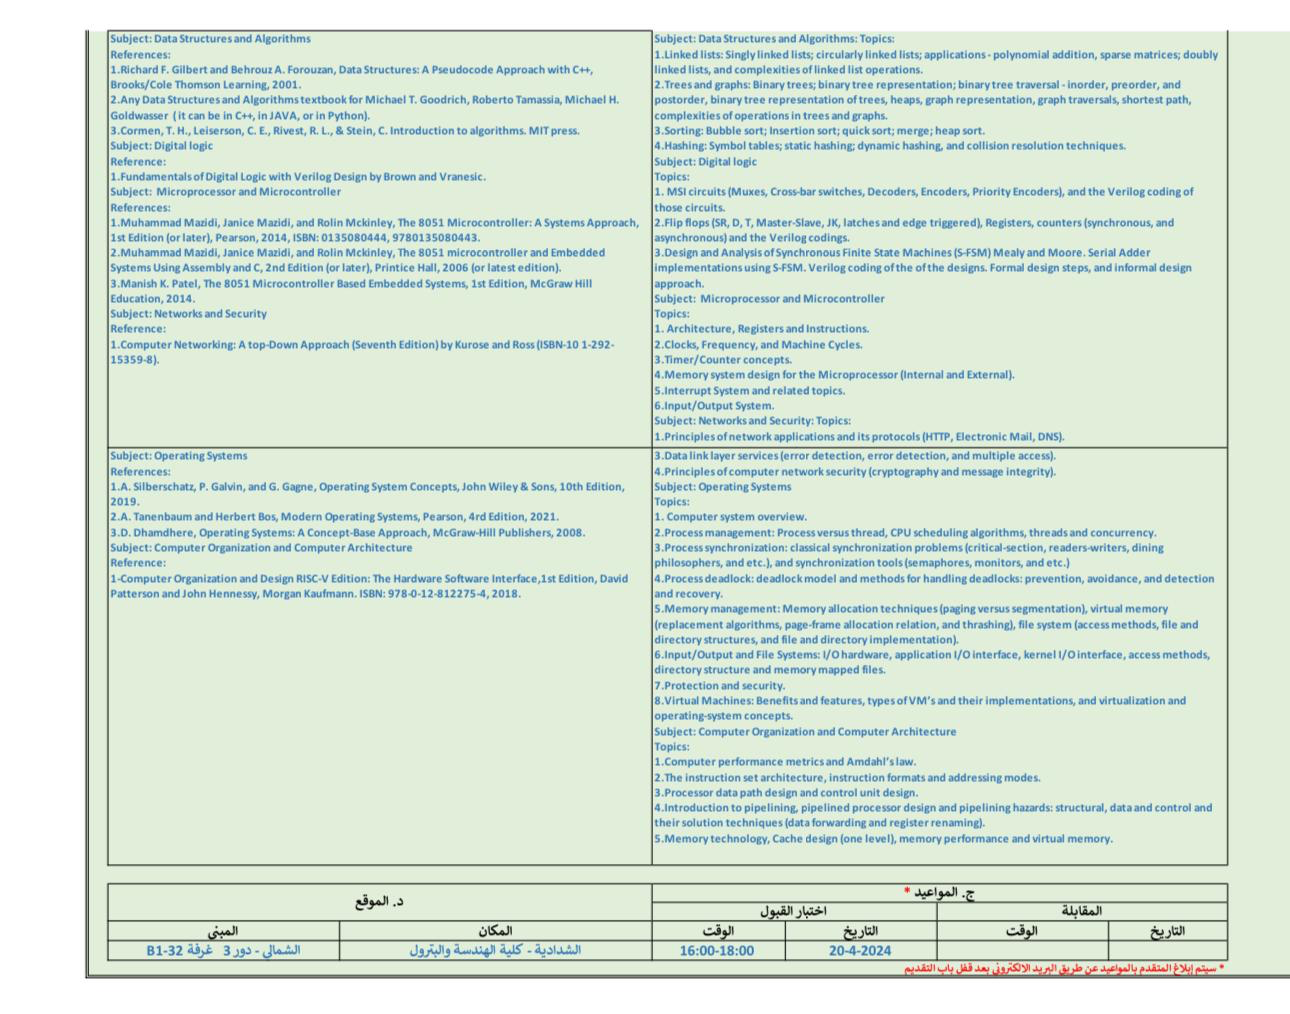 Subject: Data Structures and Algorithms
References:
1.Richard F. Gilbert and Behrouz A. Forouzan, Data Structures: A Pseudocode Approach with C++,
Brooks/Cole Thomson Learning, 2001.
2.Any Data Structures and Algorithms textbook for Michael T. Goodrich, Roberto Tamassia, Michael H.
Goldwasser ( it can be in C++, in JAVA, or in Python).
3.Cormen, T. H., Leiserson, C. E., Rivest, R. L., & Stein, C. Introduction to algorithms. MIT press.
Subject: Digital logic
Reference:
1.Fundamentals of Digital Logic with Verilog Design by Brown and Vranesic.
Subject: Microprocessor and Microcontroller
References:
1.Muhammad Mazidi, Janice Mazidi, and Rolin Mckinley, The 8051 Microcontroller: A Systems Approach,
1st Edition (or later), Pearson, 2014, ISBN: 0135080444, 9780135080443.
2.Muhammad Mazidi, Janice Mazidi, and Rolin Mckinley, The 8051 microcontroller and Embedded
Systems Using Assembly and C, 2nd Edition (or later), Printice Hall, 2006 (or latest edition).
3.Manish K. Patel, The 8051 Microcontroller Based Embedded Systems, 1st Edition, McGraw Hill
Education, 2014.
Subject: Networks and Security
Reference:
1.Computer Networking: A top-Down Approach (Seventh Edition) by Kurose and Ross (ISBN-10 1-292-
15359-8).
Subject: Data Structures and Algorithms: Topics:
1.Linked lists: Singly linked lists; circularly linked lists; applications - polynomial addition, sparse matrices; doubly
linked lists, and complexities of linked list operations.
2.Trees and graphs: Binary trees; binary tree representation; binary tree traversal - inorder, preorder, and
postorder, binary tree representation of trees, heaps, graph representation, graph traversals, shortest path,
complexities of operations in trees and graphs.
3.Sorting: Bubble sort; Insertion sort; quick sort; merge; heap sort.
4.Hashing: Symbol tables; static hashing; dynamic hashing, and collision resolution techniques.
Subject: Digital logic
Topics:
1. MSI circuits (Muxes, Cross-bar switches, Decoders, Encoders, Priority Encoders), and the Verilog coding of
those circuits.
2.Flip flops (SR, D, T, Master-Slave, JK, latches and edge triggered), Registers, counters (synchronous, and
asynchronous) and the Verilog codings.
3.Design and Analysis of Synchronous Finite State Machines (S-FSM) Mealy and Moore. Serial Adder
implementations using S-FSM. Verilog coding of the of the designs. Formal design steps, and informal design
approach.
Subject: Microprocessor and Microcontroller
Topics:
1. Architecture, Registers and Instructions.
2.Clocks, Frequency, and Machine Cycles.
3.Timer/Counter concepts.
4.Memory system design for the Microprocessor (Internal and External).
5.Interrupt System and related topics.
6.Input/Output System.
Subject: Networks and Security: Topics:
1.Principles of network applications and its protocols (HTTP, Electronic Mail, DNS).
Subject: Operating Systems
References:
1.A. Silberschatz, P. Galvin, and G. Gagne, Operating System Concepts, John Wiley & Sons, 10th Edition,
2019.
2.A. Tanenbaum and Herbert Bos, Modern Operating Systems, Pearson, 4rd Edition, 2021.
3.D. Dhamdhere, Operating Systems: A Concept-Base Approach, McGraw-Hill Publishers, 2008.
Subject: Computer Organization and Computer Architecture
Reference:
1-Computer Organization and Design RISC-V Edition: The Hardware Software Interface,1st Edition, David
Patterson and John Hennessy, Morgan Kaufmann. ISBN: 978-0-12-812275-4, 2018.
3.Data link layer services (error detection, error detection, and multiple access).
4.Principles of computer network security (cryptography and message integrity).
Subject: Operating Systems
Topics:
1. Computer system overview.
2.Process management: Process versus thread, CPU scheduling algorithms, threads and concurrency.
3.Process synchronization: classical synchronization problems (critical-section, readers-writers, dining
philosophers, and etc.), and synchronization tools (semaphores, monitors, and etc.)
4.Process deadlock: deadlock model and methods for handling deadlocks: prevention, avoidance, and detection
and recovery.
5.Memory management: Memory allocation techniques (paging versus segmentation), virtual memory
(replacement algorithms, page-frame allocation relation, and thrashing), file system (access methods, file and
directory structures, and file and directory implementation).
6.Input/Output and File Systems: I/O hardware, application I/O interface, kernel I/O interface, access methods,
directory structure and memory mapped files.
7.Protection and security.
8.Virtual Machines: Benefits and features, types of VM's and their implementations, and virtualization and
operating-system concepts.
Subject: Computer Organization and Computer Architecture
Topics:
1.Computer performance metrics and Amdahl's law.
2.The instruction set architecture, instruction formats and addressing modes.
3.Processor data path design and control unit design.
4.Introduction to pipelining, pipelined processor design and pipelining hazards: structural, data and control and
their solution techniques (data forwarding and register renaming).
5.Memory technology, Cache design (one level), memory performance and virtual memory.
ج. المواعيد *
د. الموقع
المقابلة
اختبار القبول
التاريخ
الوقت
التاريخ
الوقت
المكان
المبنى
20-4-2024
16:00-18:00
الشدادية - كلية الهندسة والبترول
الشمالي - دور 3 غرفة B1-32
* سيتم إبلاغ المتقدم بالمواعيد عن طريق البريد الالكتروني بعد قفل باب التقديم